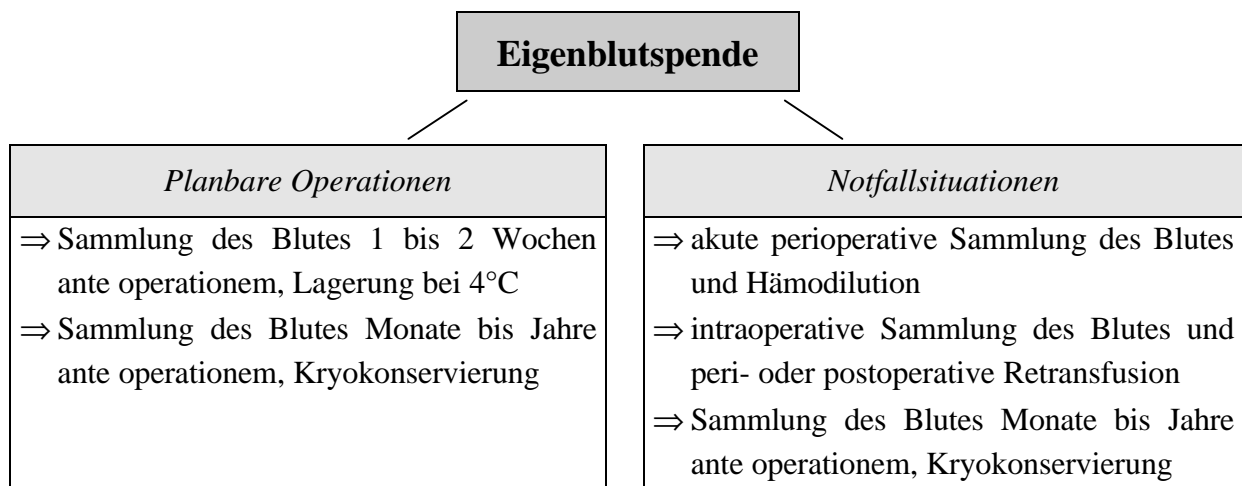 Eigenblutspende
Planbare Operationen
⇒ Sammlung des Blutes 1 bis 2 Wochen
ante operationem, Lagerung bei 4°C
⇒ Sammlung des Blutes Monate bis Jahre
ante operationem, Kryokonservierung
Notfallsituationen
⇒ akute perioperative Sammlung des Blutes
und Hämodilution
⇒ intraoperative Sammlung des Blutes und
peri- oder postoperative Retransfusion
⇒ Sammlung des Blutes Monate bis Jahre
ante operationem, Kryokonservierung